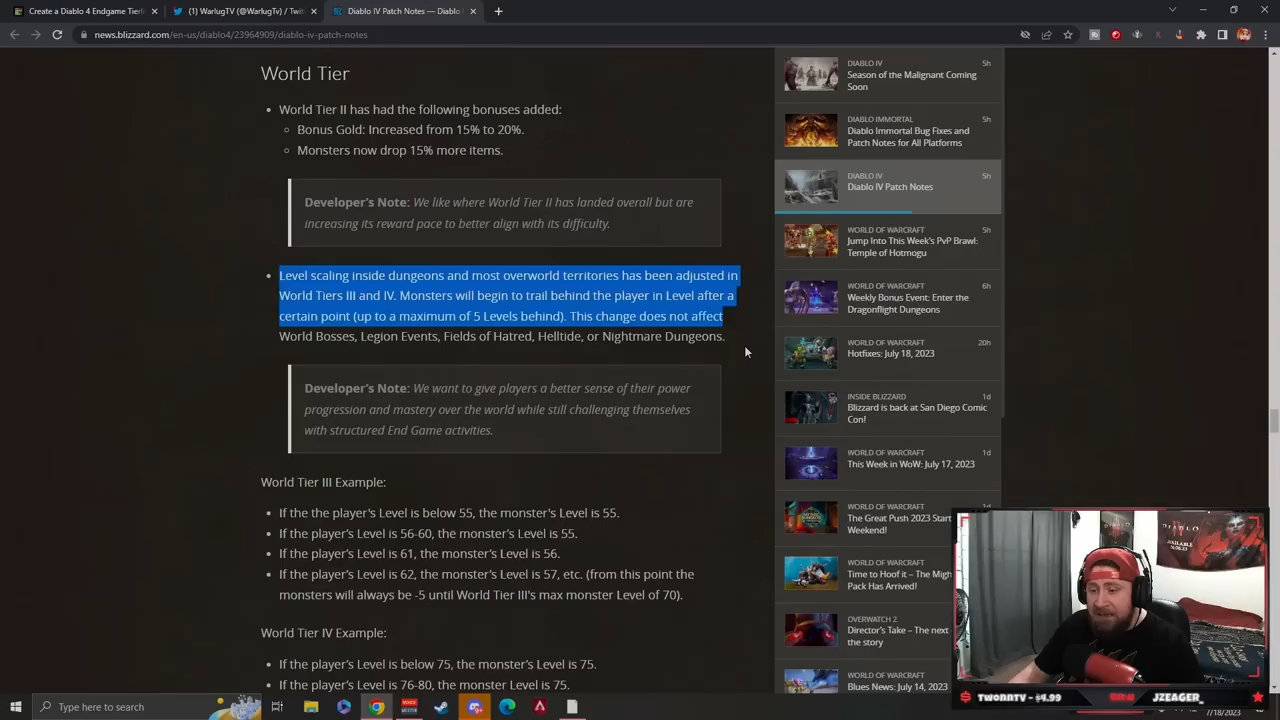 Create a Diablo 4 Endgame Tierli
WarlugTV (@WarlugTv) / Twit
Diablo IV Patch Notes — Diablo
news.blizzard.com/en-us/diablo4/23964909/diablo-iv-patch-notes
World Tier
World Tier II has had the following bonuses added:
Bonus Gold: Increased from 15% to 20%.
Monsters now drop 15% more items.
Developer's Note: We like where World Tier II has landed overall but are
increasing its reward pace to better align with its difficulty.
Level scaling inside dungeons and most overworld territories has been adjusted in
World Tiers III and IV. Monsters will begin to trail behind the player in Level after a
certain point (up to a maximum of 5 Levels behind). This change does not affect
World Bosses, Legion Events, Fields of Hatred, Helltide, or Nightmare Dungeons.
Developer's Note: We want to give players a better sense of their power
progression and mastery over the world while still challenging themselves
with structured End Game activities.
World Tier III Example:
If the the player's Level is below 55, the monster's Level is 55.
If the player's Level is 56-60, the monster's Level is 55.
If the player's Level is 61, the monster's Level is 56.
If the player's Level is 62, the monster's Level is 57, etc. (from this point the
monsters will always be -5 until World Tier III's max monster Level of 70).
World Tier IV Example:
If the player's Level is below 75, the monster's Level is 75.
If the player's Level is 76-80, the monster's Level is 75.
DIABLO IV 5h
Season of the Malignant Coming
Soon
DIABLO IMMORTAL 5h
Diablo Immortal Bug Fixes and
Patch Notes for All Platforms
DIABLO IV 5h
Diablo IV Patch Notes
WORLD OF WARCRAFT 5h
Jump Into This Week's PvP Brawl:
Temple of Hotmogu
WORLD OF WARCRAFT 6h
Weekly Bonus Event: Enter the
Dragonflight Dungeons
WORLD OF WARCRAFT 20h
Hotfixes: July 18, 2023
INSIDE BLIZZARD 1d
Blizzard is back at San Diego Comic
Con!
WORLD OF WARCRAFT 1d
This Week in WoW: July 17, 2023
WORLD OF WARCRAFT 1d
The Great Push 2023 Start
Weekend!
WORLD OF WARCRAFT
Time to Hoof it – The Migh
Pack Has Arrived!
OVERWATCH 2
Director's Take – The next
the story
WORLD OF WARCRAFT
Blues News: July 14, 2023
DIABLO
AVAILABLE
TWONNTV - $4.99
JZEAGER_
Type here to search
7/18/2023